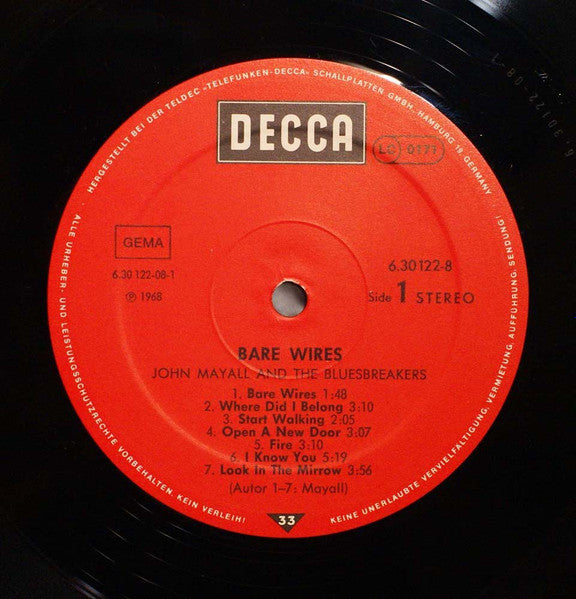 HERGESTELLT BEI DER TELDEC »TELEFUNKEN-DECCA« SCHALLPLATTEN GMBH, HAMBURG 19 GERMANY
DECCA
LC 0171
GEMA
6.30 122-08-1
℗ 1968
6.30122-8
Side 1 STEREO
BARE WIRES
JOHN MAYALL AND THE BLUESBREAKERS
1. Bare Wires 1:48
2. Where Did I Belong 3:10
3. Start Walking 2:05
4. Open A New Door 3:07
5. Fire 3:10
6. I Know You 5:19
7. Look In The Mirrow 3:56
(Autor 1–7: Mayall)
33
ALLE URHEBER- UND LEISTUNGSSCHUTZRECHTE VORBEHALTEN. KEIN VERLEIH!
KEINE UNERLAUBTE VERVIELFÄLTIGUNG, VERMIETUNG, AUFFÜHRUNG, SENDUNG!
6.30122-08-1